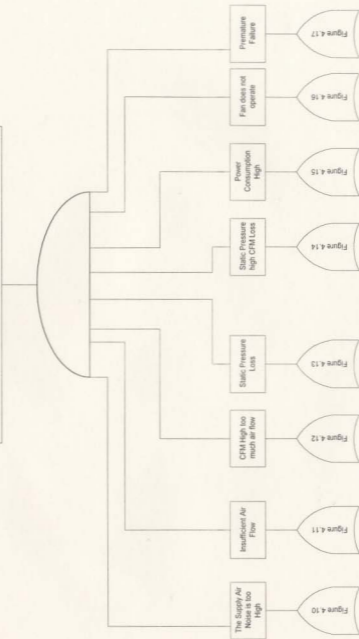 The Supply Air
Noise is too
High
Insufficient Air
Flow
CFM High too
much air flow
Static Pressure
Loss
Static Pressure
high CFM Loss
Power
Consumption
High
Fan does not
operate
Premature
Failure
Figure 4.10
Figure 4.11
Figure 4.12
Figure 4.13
Figure 4.14
Figure 4.15
Figure 4.16
Figure 4.17